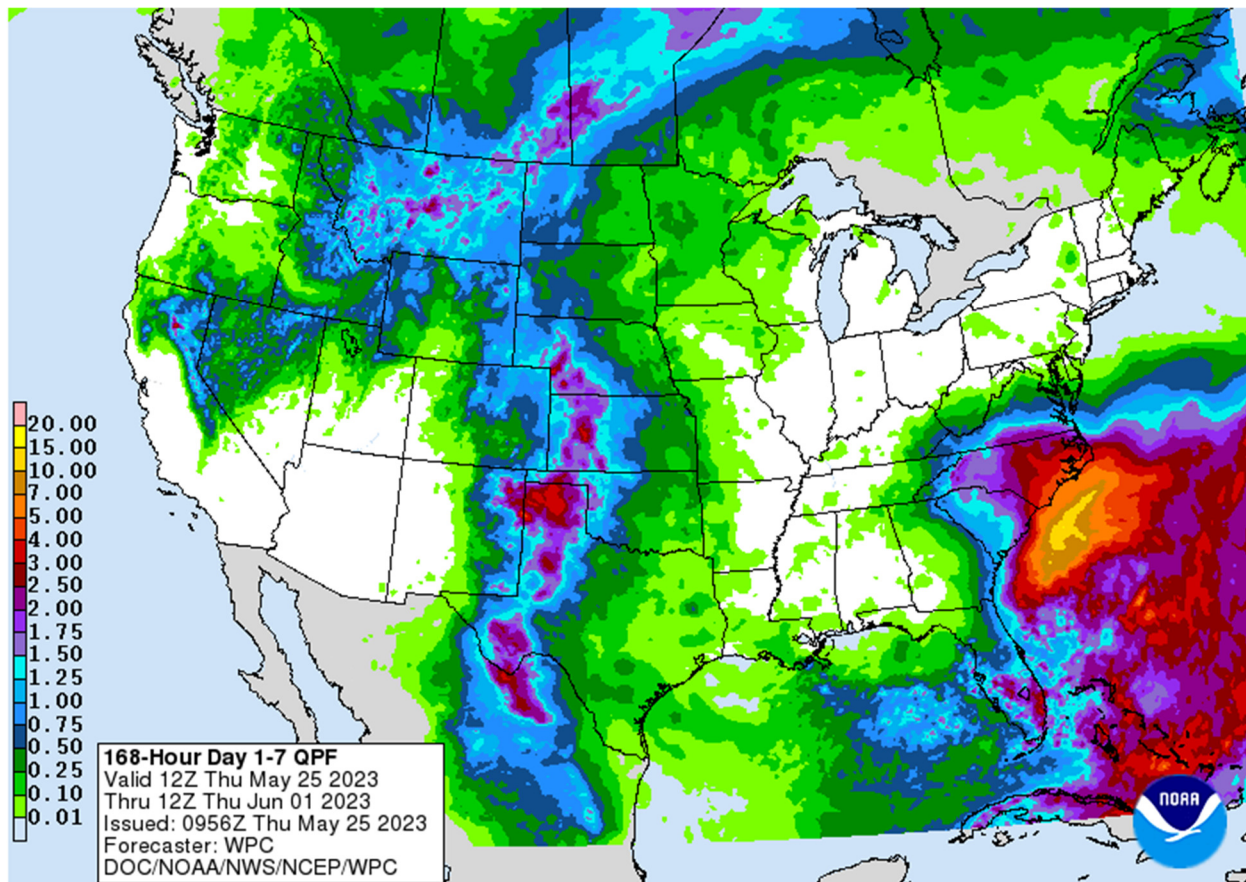 20.00
15.00
10.00
7.00
5.00
4.00
3.00
2.50
2.00
1.75
1.50
1.25
1.00
0.75
0.50
0.25
0.10
0.01
168-Hour Day 1-7 QPF
Valid 12Z Thu May 25 2023
Thru 12Z Thu Jun 01 2023
Issued: 0956Z Thu May 25 2023
Forecaster: WPC
DOC/NOAA/NWS/NCEP/WPC
NOAA